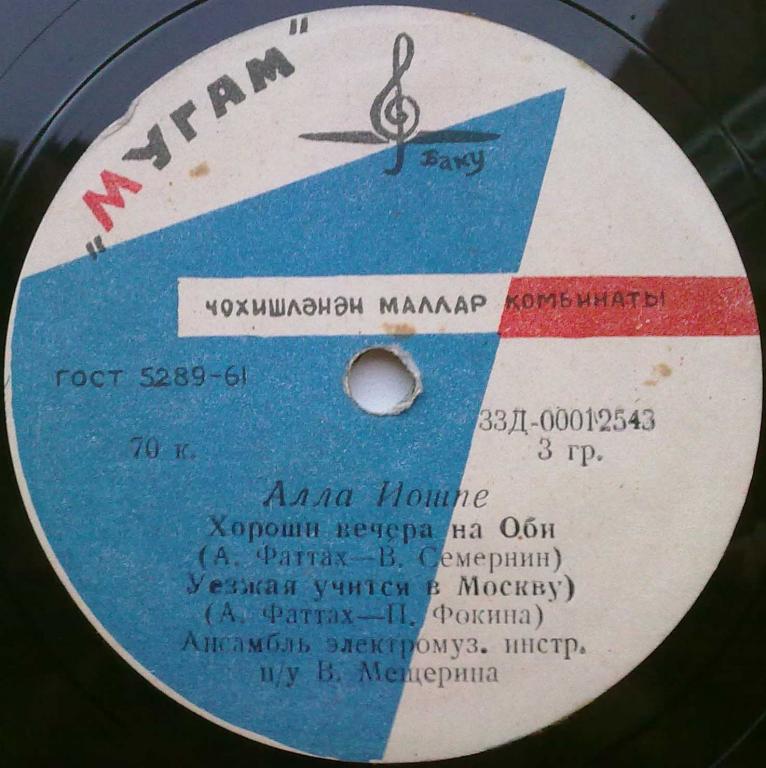 "МУГАМ"
Баку
ЧОХИШЛӘНӘН МАЛЛАР КОМБИНАТЫ
ГОСТ 5289-61
33Д-00012543
70 к.
3 гр.
Алла Иошпе
Хороши вечера на Оби
(А. Фаттах—В. Семернин)
Уезжая учится в Москву)
(А. Фаттах—П. Фокина)
Ансамбль электромуз. инстр.
п/у В. Мещерина